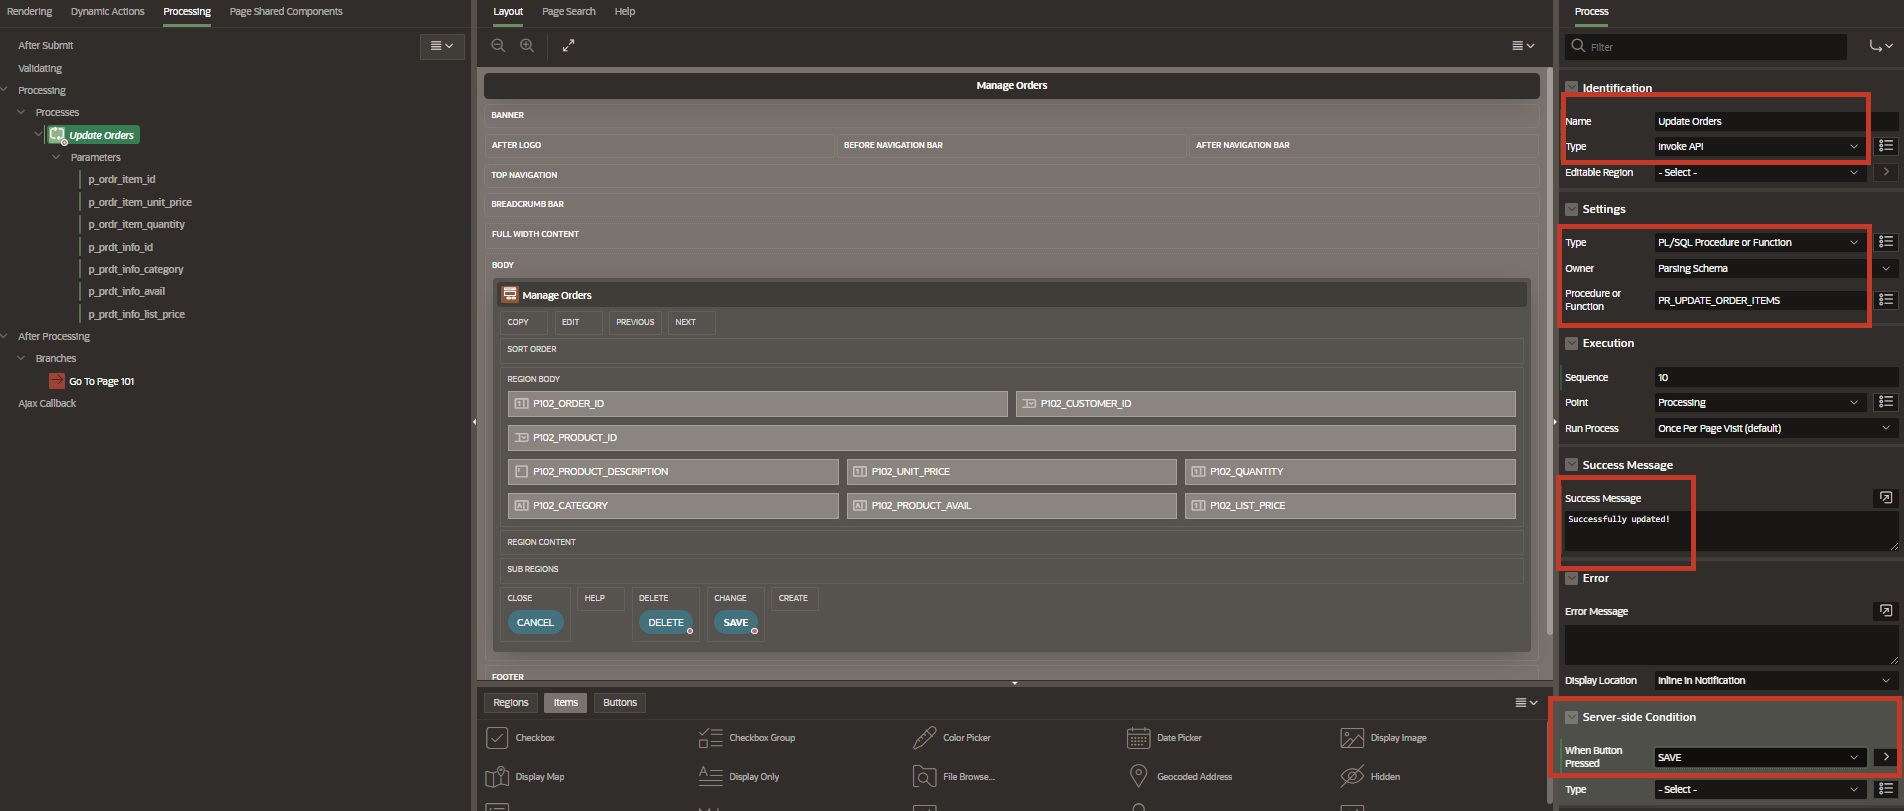 Rendering Dynamic Actions Processing Page Shared Components
After Submit
Validating
Processing
Processes
Update Orders
Parameters
p_ordr_item_id
p_ordr_item_unit_price
p_ordr_item_quantity
p_prdt_info_id
p_prdt_info_category
p_prdt_info_avail
p_prdt_info_list_price
After Processing
Branches
Go To Page 101
Ajax Callback
Layout Page Search Help
Manage Orders
BANNER
AFTER LOGO BEFORE NAVIGATION BAR AFTER NAVIGATION BAR
TOP NAVIGATION
BREADCRUMB BAR
FULL WIDTH CONTENT
BODY
Manage Orders
COPY EDIT PREVIOUS NEXT
SORT ORDER
REGION BODY
P102_ORDER_ID P102_CUSTOMER_ID
P102_PRODUCT_ID
P102_PRODUCT_DESCRIPTION P102_UNIT_PRICE P102_QUANTITY
P102_CATEGORY P102_PRODUCT_AVAIL P102_LIST_PRICE
REGION CONTENT
SUB REGIONS
CLOSE HELP DELETE CHANGE CREATE
CANCEL DELETE SAVE
FOOTER
Regions Items Buttons
Checkbox Checkbox Group Color Picker Date Picker Display Image
Display Map Display Only File Browse... Geocoded Address Hidden
Process
Filter
Identification
Name Update Orders
Type Invoke API
Editable Region - Select -
Settings
Type PL/SQL Procedure or Function
Owner Parsing Schema
Procedure or
Function PR_UPDATE_ORDER_ITEMS
Execution
Sequence 10
Point Processing
Run Process Once Per Page Visit (default)
Success Message
Success Message
Successfully updated!
Error
Error Message
Display Location Inline in Notification
Server-side Condition
When Button
Pressed SAVE
Type - Select -